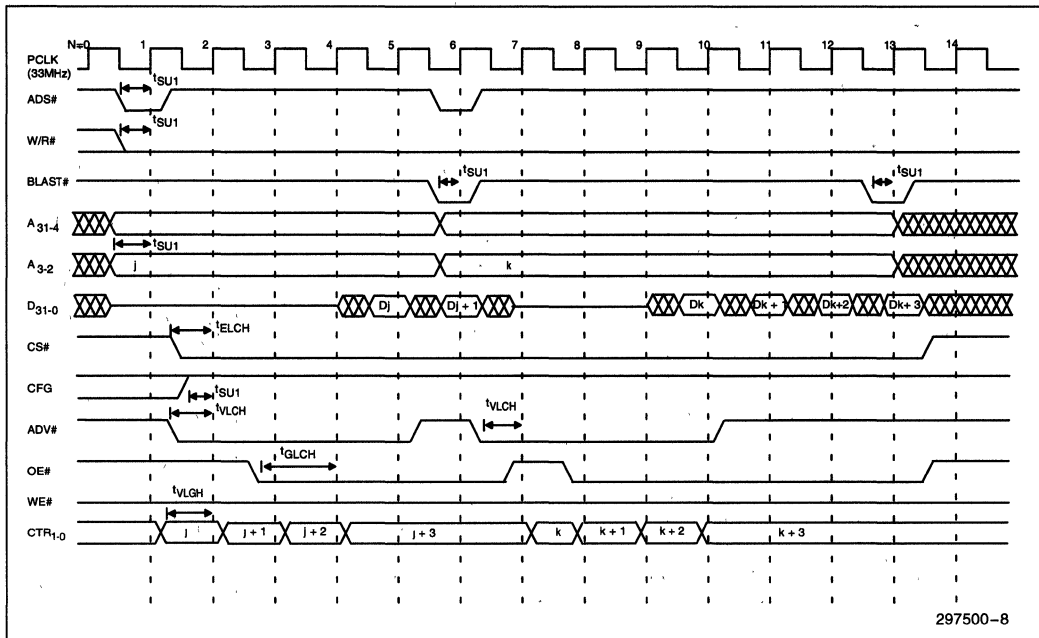 N=0 1 2 3 4 5 6 7 8 9 10 11 12 13 14
PCLK
(33MHz)
tSU1
ADS#
tSU1
W/R#
BLAST# tSU1 tSU1
A31-4
tSU1
A3-2 j k
D31-0 Dj Dj + 1 Dk Dk + 1 Dk+2 Dk+ 3
tELCH
CS#
CFG
tSU1
tVLCH tVLCH
ADV#
tGLCH
OE#
WE#
tVLGH
CTR1-0 j j + 1 j + 2 j + 3 k k + 1 k + 2 k + 3
297500-8